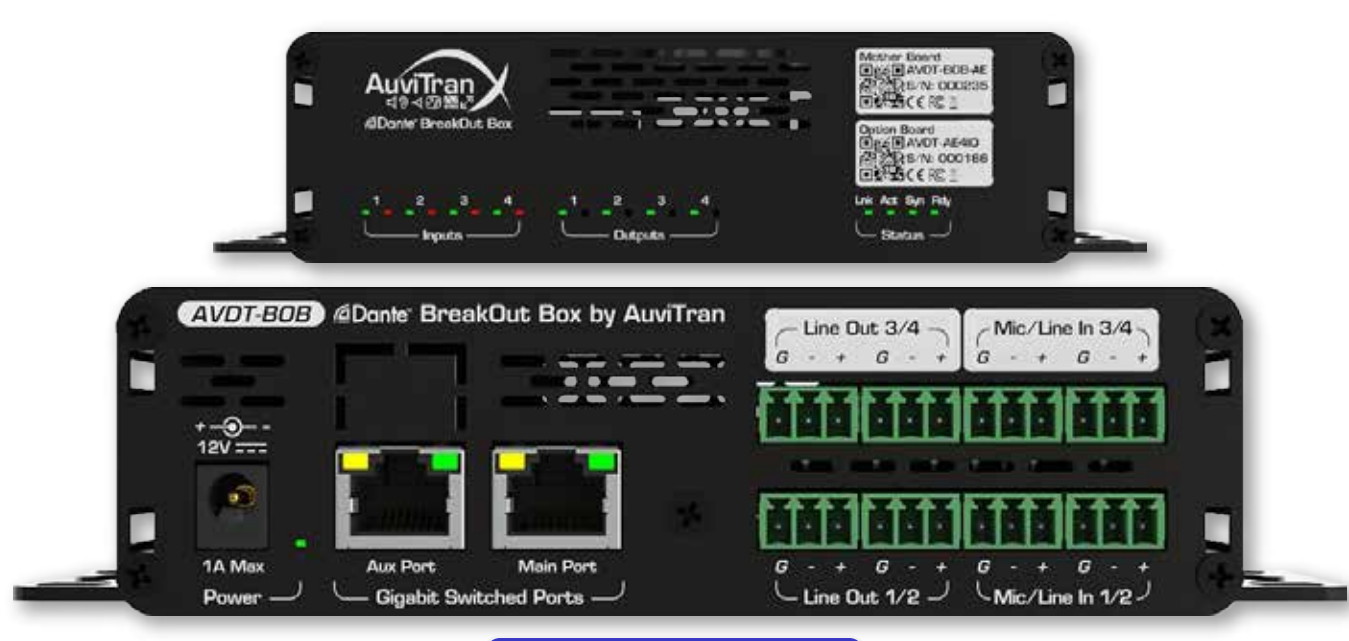 AuviTran
Dante BreakOut Box
Mother Board
AVDT-BOB-AE
S/N: 000235
Option Board
AVDT-AE4IO
S/N: 000166
1 2 3 4
Inputs
1 2 3 4
Outputs
Lnk Act Syn Rdy
Status
AVDT-BOB Dante BreakOut Box by AuviTran
Line Out 3/4
Mic/Line In 3/4
G - + G - + G - + G - +
+ -
12V
1A Max
Power
Aux Port
Main Port
Gigabit Switched Ports
G - + G - + G - + G - +
Line Out 1/2
Mic/Line In 1/2